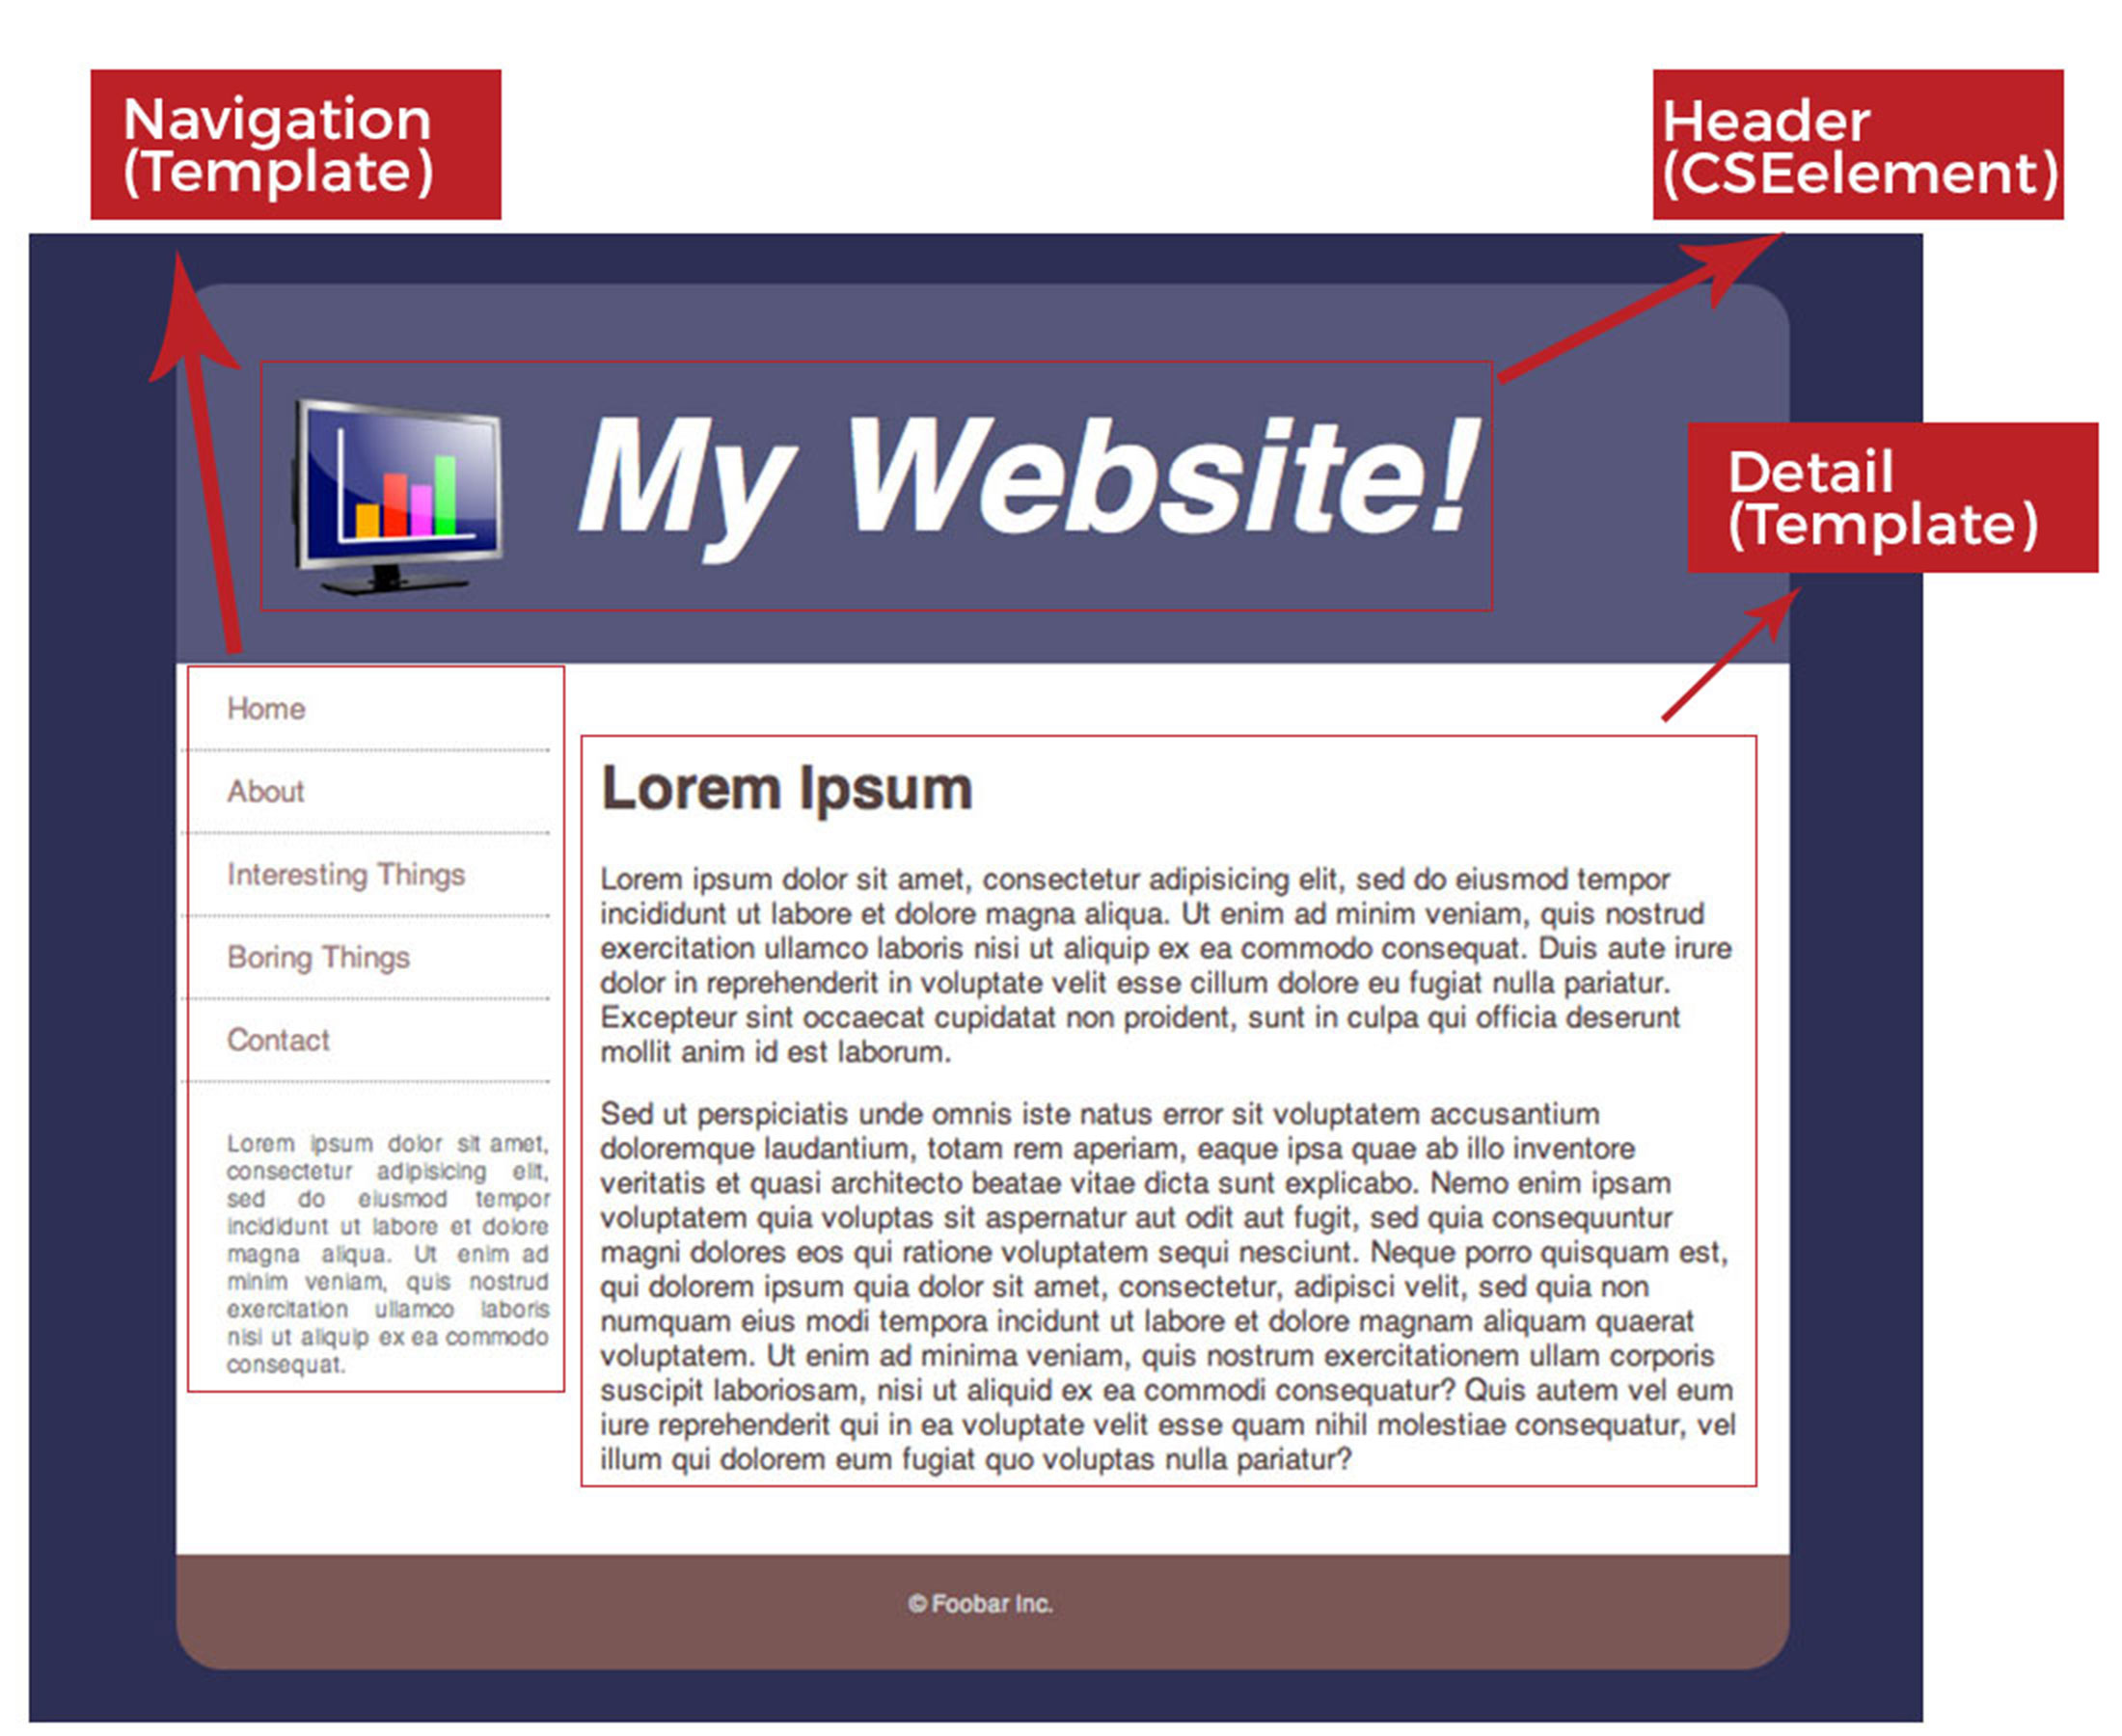 Navigation
(Template)
Header
(CSEelement)
My Website!
Detail
(Template)
Home
About
Interesting Things
Boring Things
Contact
Lorem ipsum dolor sit amet,
consectetur adipisicing elit,
sed do eiusmod tempor
incididunt ut labore et dolore
magna aliqua. Ut enim ad
minim veniam, quis nostrud
exercitation ullamco laboris
nisi ut aliquip ex ea commodo
consequat.
Lorem Ipsum
Lorem ipsum dolor sit amet, consectetur adipisicing elit, sed do eiusmod tempor
incididunt ut labore et dolore magna aliqua. Ut enim ad minim veniam, quis nostrud
exercitation ullamco laboris nisi ut aliquip ex ea commodo consequat. Duis aute irure
dolor in reprehenderit in voluptate velit esse cillum dolore eu fugiat nulla pariatur.
Excepteur sint occaecat cupidatat non proident, sunt in culpa qui officia deserunt
mollit anim id est laborum.
Sed ut perspiciatis unde omnis iste natus error sit voluptatem accusantium
doloremque laudantium, totam rem aperiam, eaque ipsa quae ab illo inventore
veritatis et quasi architecto beatae vitae dicta sunt explicabo. Nemo enim ipsam
voluptatem quia voluptas sit aspernatur aut odit aut fugit, sed quia consequuntur
magni dolores eos qui ratione voluptatem sequi nesciunt. Neque porro quisquam est,
qui dolorem ipsum quia dolor sit amet, consectetur, adipisci velit, sed quia non
numquam eius modi tempora incidunt ut labore et dolore magnam aliquam quaerat
voluptatem. Ut enim ad minima veniam, quis nostrum exercitationem ullam corporis
suscipit laboriosam, nisi ut aliquid ex ea commodi consequatur? Quis autem vel eum
iure reprehenderit qui in ea voluptate velit esse quam nihil molestiae consequatur, vel
illum qui dolorem eum fugiat quo voluptas nulla pariatur?
© Foobar Inc.